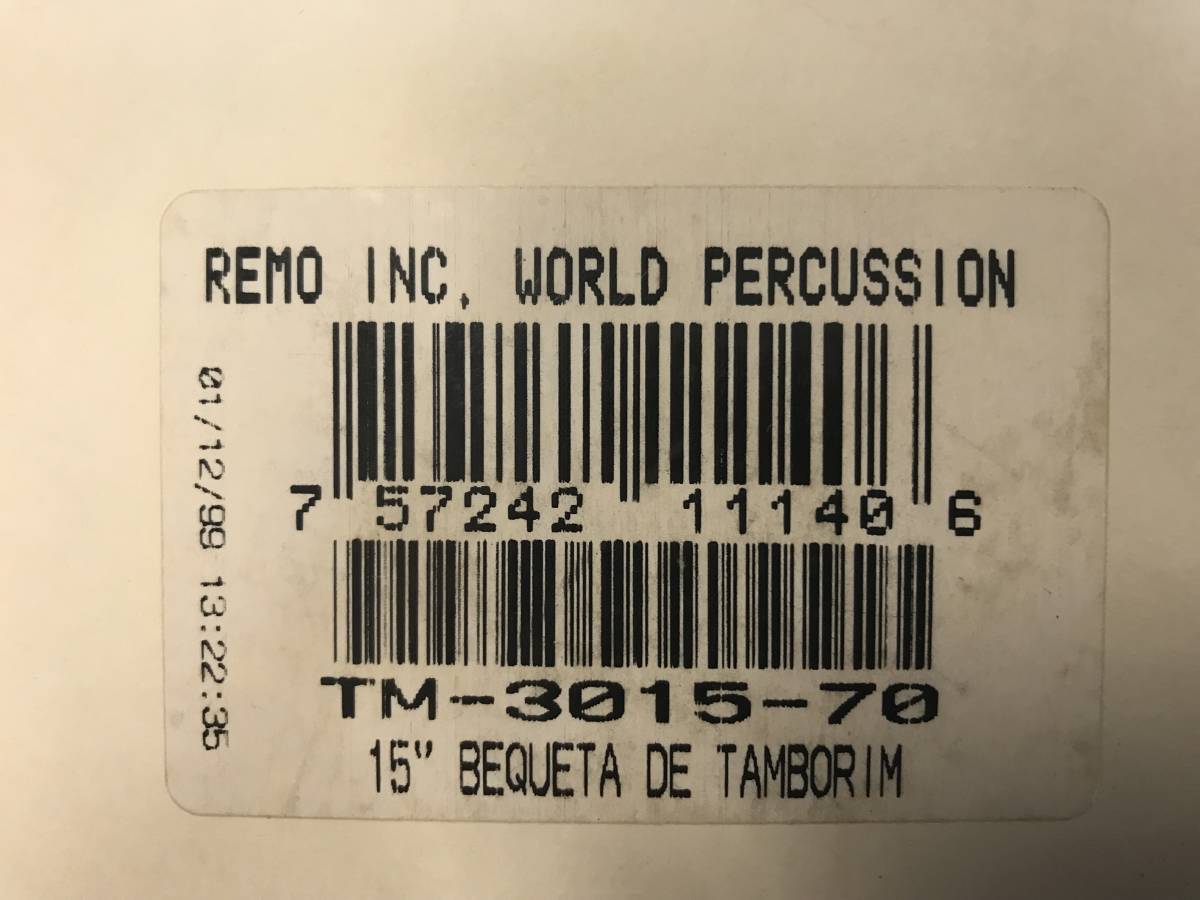 REMO INC. WORLD PERCUSSION
01/12/99 13:22:35
7 57242 11140 6
TM-3015-70
15" BEQUETA DE TAMBORIM